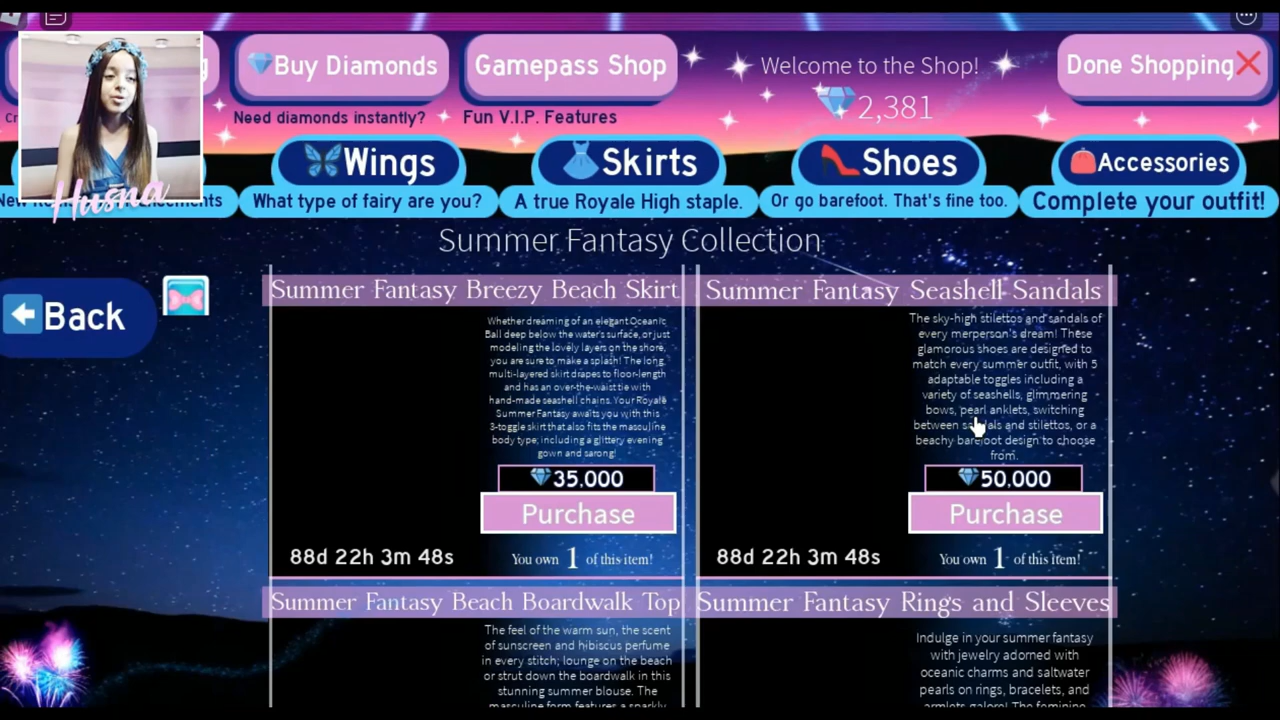 Buy Diamonds
Gamepass Shop
Welcome to the Shop!
Done Shopping
Need diamonds instantly?
Fun V.I.P. Features
2,381
Wings
Skirts
Shoes
Accessories
What type of fairy are you?
A true Royale High staple.
Or go barefoot. That's fine too.
Complete your outfit!
Husna
Summer Fantasy Collection
Back
Summer Fantasy Breezy Beach Skirt
Whether dreaming of an elegant Oceanic
Ball deep below the water's surface, or just
modeling the lovely layers on the shore,
you are sure to make a splash! The long,
multi-layered skirt drapes to floor-length
and has an over-the-waist tie with
hand-made seashell chains. Your Royale
Summer Fantasy awaits you with this
3-toggle skirt that also fits the masculine
body type; including a glittery evening
gown and sarong!
35,000
Purchase
88d 22h 3m 48s
You own 1 of this item!
Summer Fantasy Seashell Sandals
The sky-high stilettos and sandals of
every merperson's dream! These
glamorous shoes are designed to
match every summer outfit, with 5
adaptable toggles including a
variety of seashells, glimmering
bows, pearl anklets, switching
between sandals and stilettos, or a
beachy barefoot design to choose
from.
50,000
Purchase
88d 22h 3m 48s
You own 1 of this item!
Summer Fantasy Beach Boardwalk Top
The feel of the warm sun, the scent
of sunscreen and hibiscus perfume
in every stitch; lounge on the beach
or strut down the boardwalk in this
stunning summer blouse. The
masculine form features a sparkly
Summer Fantasy Rings and Sleeves
Indulge in your summer fantasy
with jewelry adorned with
oceanic charms and saltwater
pearls on rings, bracelets, and
armlets galore! The feminine